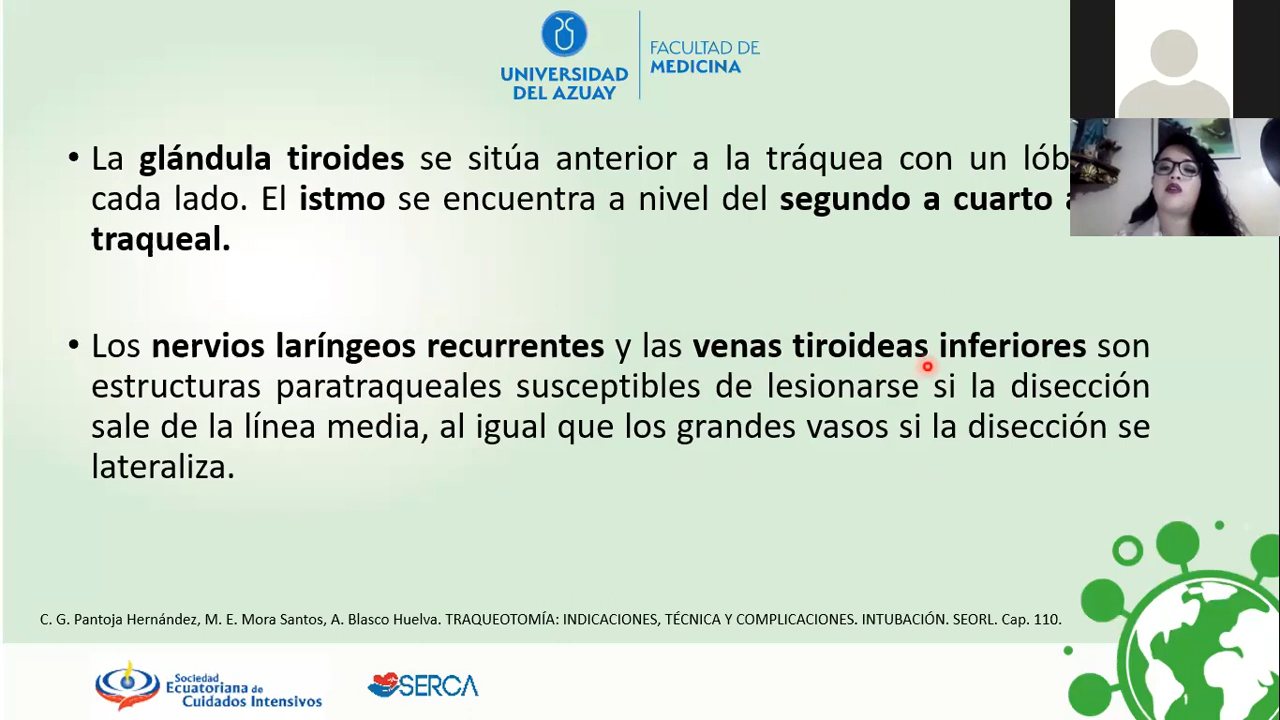 UNIVERSIDAD
DEL AZUAY
FACULTAD DE
MEDICINA
• La glándula tiroides se sitúa anterior a la tráquea con un
cada lado. El istmo se encuentra a nivel del segundo a cuarto
traqueal.
• Los nervios laríngeos recurrentes y las venas tiroideas inferiores son
estructuras paratraqueales susceptibles de lesionarse si la disección
sale de la línea media, al igual que los grandes vasos si la disección se
lateraliza.
C. G. Pantoja Hernández, M. E. Mora Santos, A. Blasco Huelva. TRAQUEOTOMÍA: INDICACIONES, TÉCNICA Y COMPLICACIONES. INTUBACIÓN. SEORL. Cap. 110.
Sociedad
Ecuatoriana de
Cuidados Intensivos
SERCA